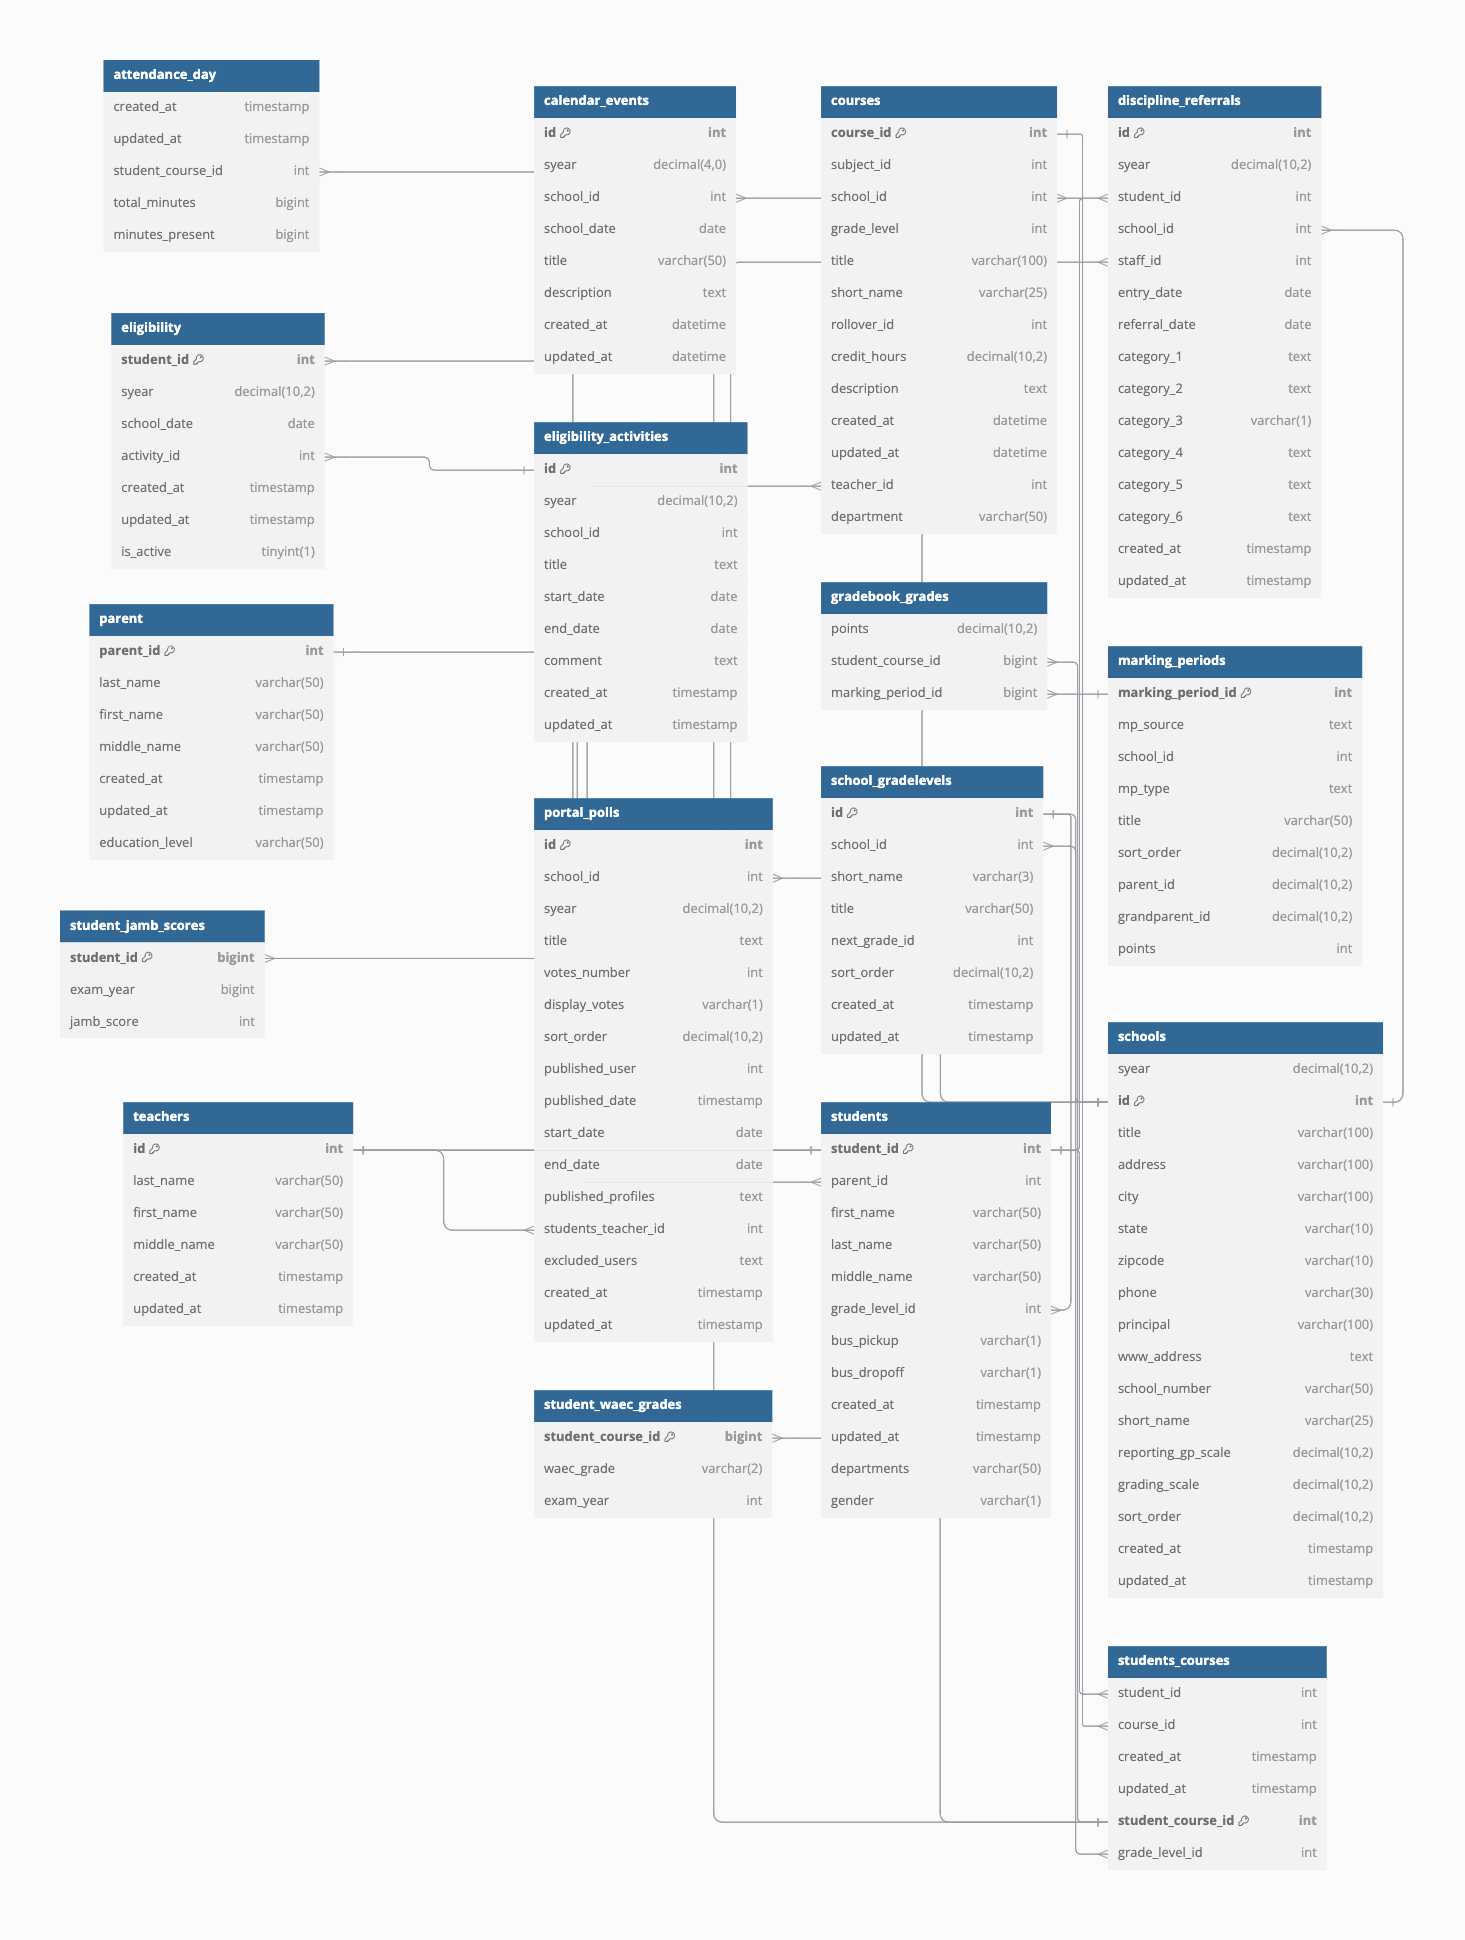 attendance_day
created_at timestamp
updated_at timestamp
student_course_id int
total_minutes bigint
minutes_present bigint
eligibility
student_id int
syear decimal(10,2)
school_date date
activity_id int
created_at timestamp
updated_at timestamp
is_active tinyint(1)
parent
parent_id int
last_name varchar(50)
first_name varchar(50)
middle_name varchar(50)
created_at timestamp
updated_at timestamp
education_level varchar(50)
student_jamb_scores
student_id bigint
exam_year bigint
jamb_score int
teachers
id int
last_name varchar(50)
first_name varchar(50)
middle_name varchar(50)
created_at timestamp
updated_at timestamp
calendar_events
id int
syear decimal(4,0)
school_id int
school_date date
title varchar(50)
description text
created_at datetime
updated_at datetime
eligibility_activities
id int
syear decimal(10,2)
school_id int
title text
start_date date
end_date date
comment text
created_at timestamp
updated_at timestamp
portal_polls
id int
school_id int
syear decimal(10,2)
title text
votes_number int
display_votes varchar(1)
sort_order decimal(10,2)
published_user int
published_date timestamp
start_date date
end_date date
published_profiles text
students_teacher_id int
excluded_users text
created_at timestamp
updated_at timestamp
student_waec_grades
student_course_id bigint
waec_grade varchar(2)
exam_year int
courses
course_id int
subject_id int
school_id int
grade_level int
title varchar(100)
short_name varchar(25)
rollover_id int
credit_hours decimal(10,2)
description text
created_at datetime
updated_at datetime
teacher_id int
department varchar(50)
gradebook_grades
points decimal(10,2)
student_course_id bigint
marking_period_id bigint
school_gradelevels
id int
school_id int
short_name varchar(3)
title varchar(50)
next_grade_id int
sort_order decimal(10,2)
created_at timestamp
updated_at timestamp
students
student_id int
parent_id int
first_name varchar(50)
last_name varchar(50)
middle_name varchar(50)
grade_level_id int
bus_pickup varchar(1)
bus_dropoff varchar(1)
created_at timestamp
updated_at timestamp
departments varchar(50)
gender varchar(1)
discipline_referrals
id int
syear decimal(10,2)
student_id int
school_id int
staff_id int
entry_date date
referral_date date
category_1 text
category_2 text
category_3 varchar(1)
category_4 text
category_5 text
category_6 text
created_at timestamp
updated_at timestamp
marking_periods
marking_period_id int
mp_source text
school_id int
mp_type text
title varchar(50)
sort_order decimal(10,2)
parent_id decimal(10,2)
grandparent_id decimal(10,2)
points int
schools
syear decimal(10,2)
id int
title varchar(100)
address varchar(100)
city varchar(100)
state varchar(10)
zipcode varchar(10)
phone varchar(30)
principal varchar(100)
www_address text
school_number varchar(50)
short_name varchar(25)
reporting_gp_scale decimal(10,2)
grading_scale decimal(10,2)
sort_order decimal(10,2)
created_at timestamp
updated_at timestamp
students_courses
student_id int
course_id int
created_at timestamp
updated_at timestamp
student_course_id int
grade_level_id int